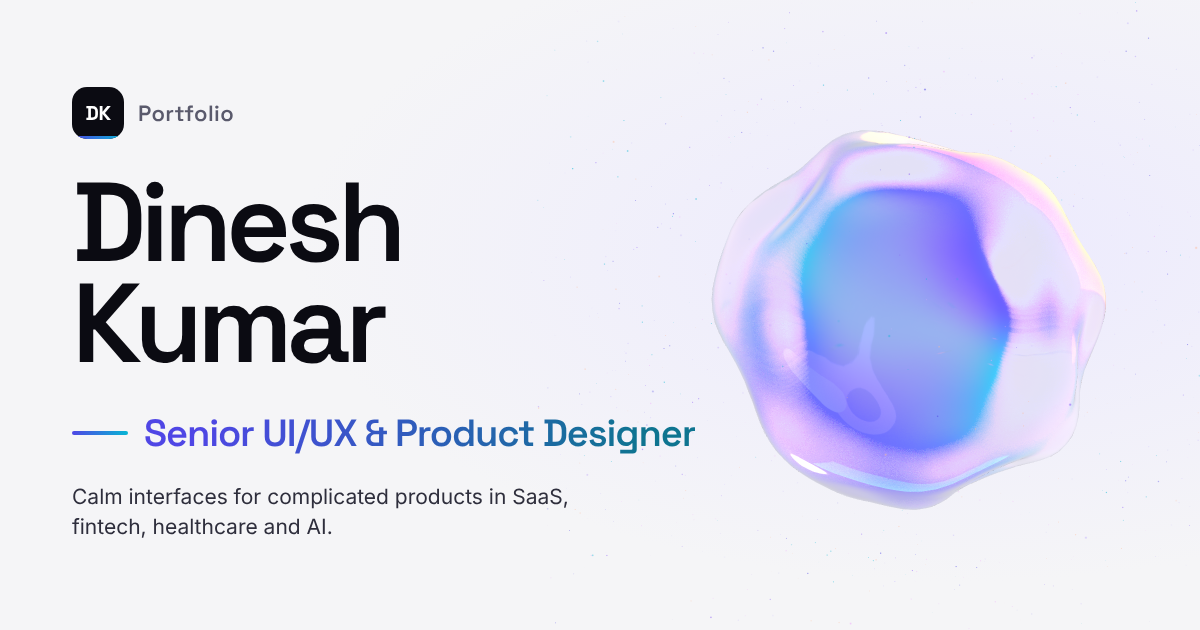 DK
Portfolio
Dinesh
Kumar
Senior UI/UX & Product Designer
Calm interfaces for complicated products in SaaS,
fintech, healthcare and AI.